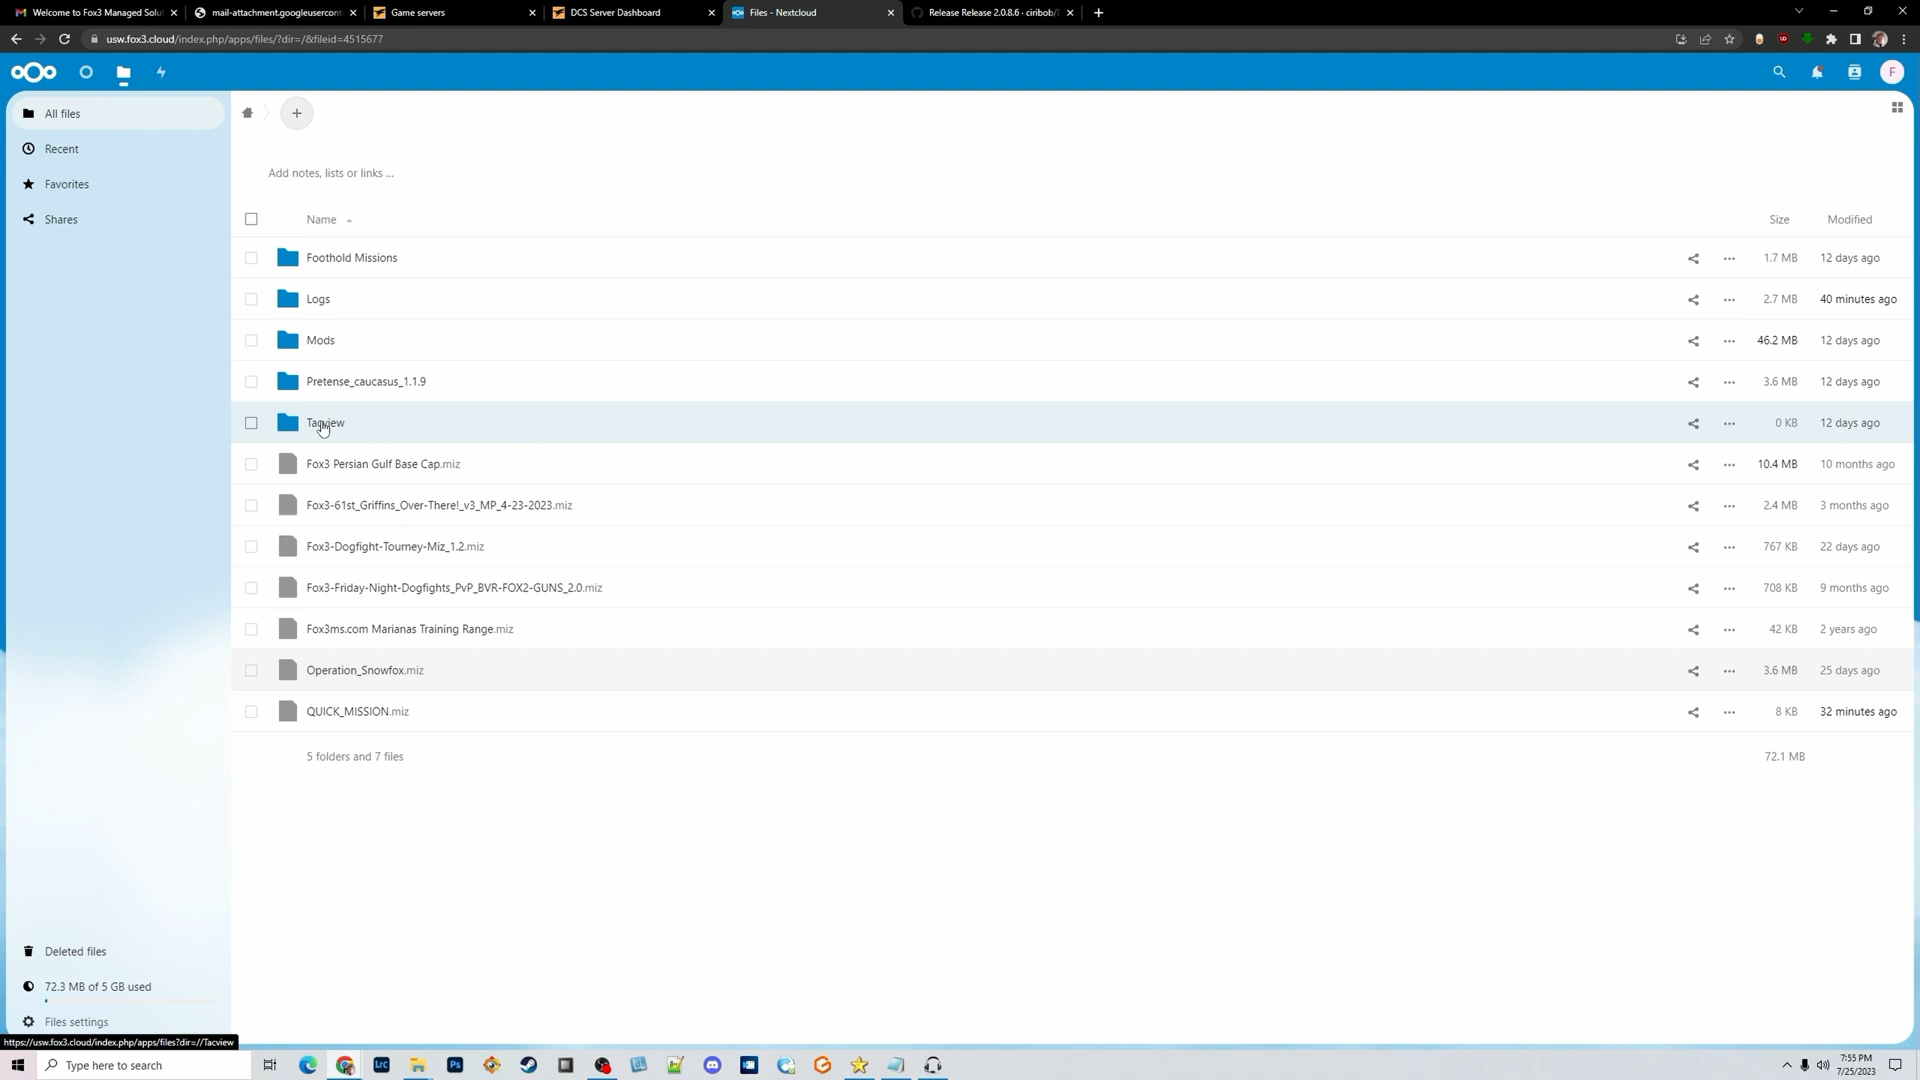 Welcome to Fox3 Managed Solu
mail-attachment.googleusercont
Game servers
DCS Server Dashboard
Files - Nextcloud
Release Release 2.0.8.6 · ciribob/
usw.fox3.cloud/index.php/apps/files/?dir=/&fileid=4515677
F
All files
Recent
Favorites
Shares
Add notes, lists or links ...
Name Size Modified
Foothold Missions 1.7 MB 12 days ago
Logs 2.7 MB 40 minutes ago
Mods 46.2 MB 12 days ago
Pretense_caucasus_1.1.9 3.6 MB 12 days ago
Tacview 0 KB 12 days ago
Fox3 Persian Gulf Base Cap.miz 10.4 MB 10 months ago
Fox3-61st_Griffins_Over-There!_v3_MP_4-23-2023.miz 2.4 MB 3 months ago
Fox3-Dogfight-Tourney-Miz_1.2.miz 767 KB 22 days ago
Fox3-Friday-Night-Dogfights_PvP_BVR-FOX2-GUNS_2.0.miz 708 KB 9 months ago
Fox3ms.com Marianas Training Range.miz 42 KB 2 years ago
Operation_Snowfox.miz 3.6 MB 25 days ago
QUICK_MISSION.miz 8 KB 32 minutes ago
5 folders and 7 files 72.1 MB
Deleted files
72.3 MB of 5 GB used
Files settings
https://usw.fox3.cloud/index.php/apps/files?dir=//Tacview
Type here to search
LrC
Ps
7:55 PM
7/25/2023